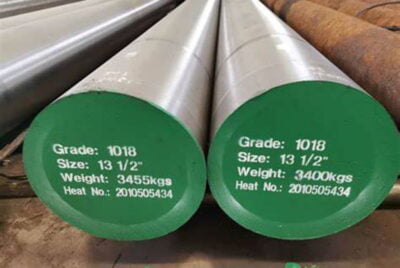 Grade: 1018
Size: 13 1/2"
Weight: 3455kgs
Heat No.: 2010505434
Grade: 1018
Size: 13 1/2"
Weight: 3400kgs
Heat No.: 2010505434